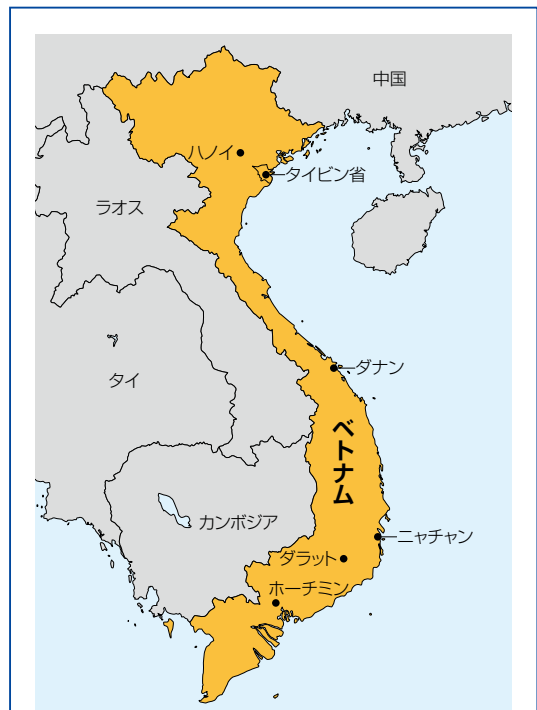 中国
ハノイ
タイビン省
ラオス
ダナン
タイ
ベトナム
カンボジア
ニャチャン
ダラット
ホーチミン